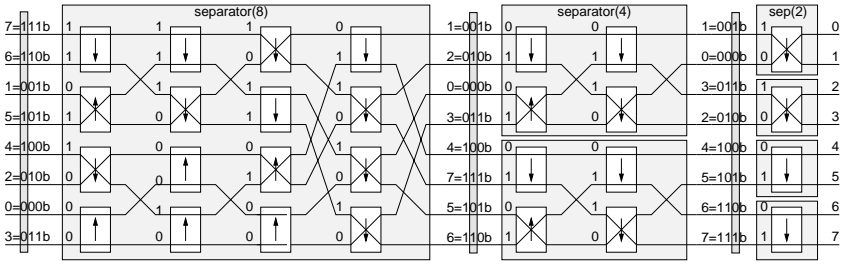 separator(8) separator(4) sep(2)
7=111b 1 1 1 0 1=001b 0 0 1=001b 1 0
6=110b 1 1 0 1 2=010b 1 1 0=000b 0 1
1=001b 0 1 1 1 0=000b 0 1 3=011b 1 2
5=101b 1 0 1 0 3=011b 1 0 2=010b 0 3
4=100b 1 0 0 1 4=100b 0 0 4=100b 0 4
2=010b 0 0 1 0 7=111b 1 1 5=101b 1 5
0=000b 0 1 0 1 5=101b 0 1 6=110b 0 6
3=011b 0 0 0 0 6=110b 1 0 7=111b 1 7